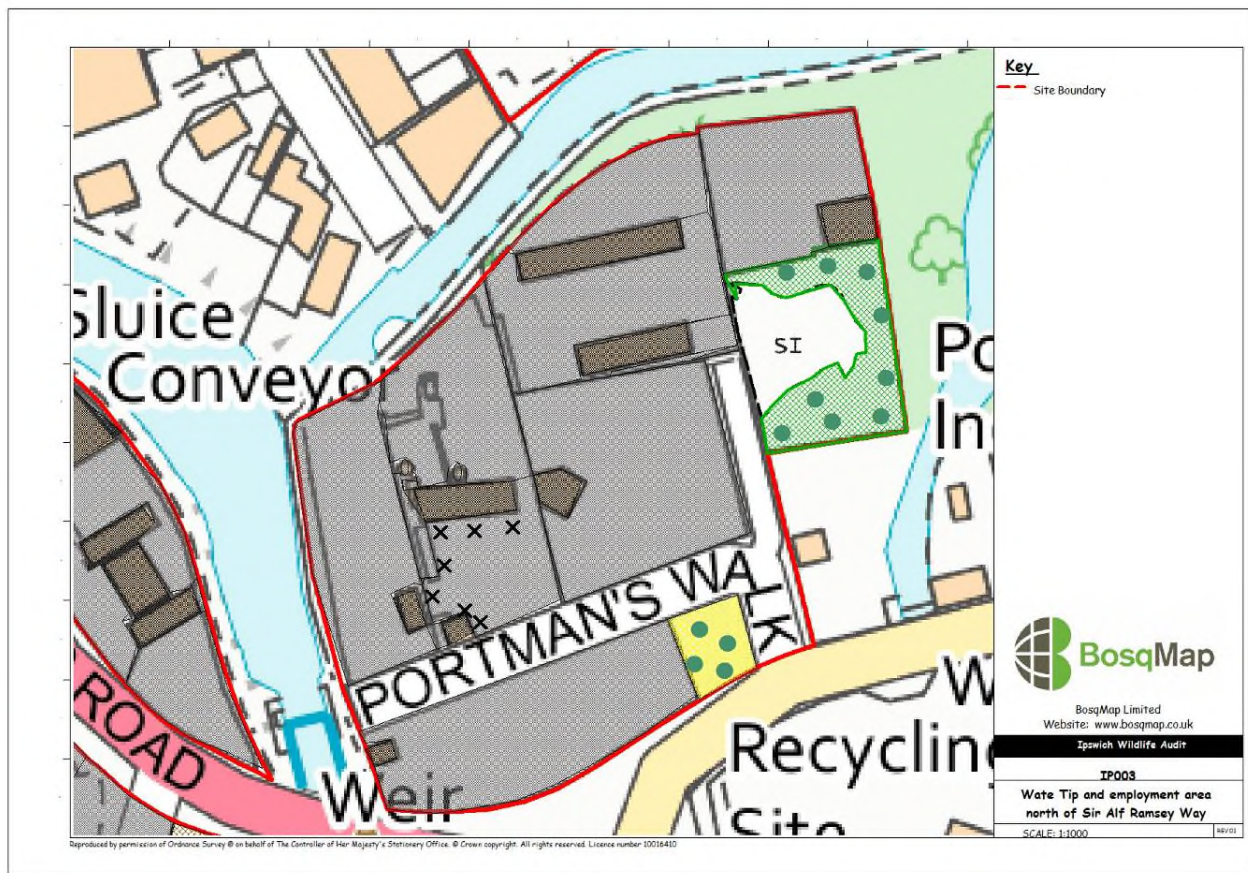 Key
Site Boundary
Sluice
Conveyor
SI
Po
In
PORTMAN'S WALK
ROAD
Weir
W
Recycling
Site
BosqMap
BosqMap Limited
Website: www.bosqmap.co.uk
Ipswich Wildlife Audit
IP003
Wate Tip and employment area
north of Sir Alf Ramsey Way
SCALE: 1:1000
REV01
Reproduced by permission of Ordnance Survey ® on behalf of The Controller of Her Majesty's Stationery Office. © Crown copyright. All rights reserved. Licence number 10016410